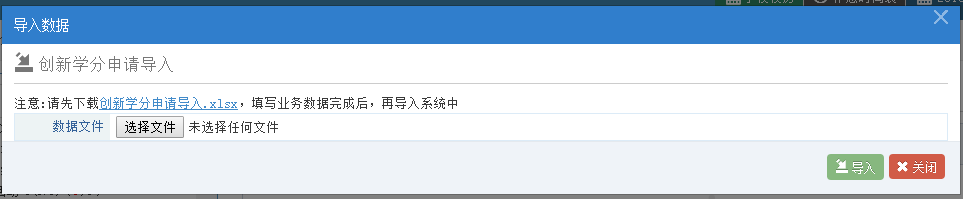 导入数据
创新学分申请导入
注意:请先下载创新学分申请导入.xlsx，填写业务数据完成后，再导入系统中
数据文件 选择文件 未选择任何文件
导入 关闭